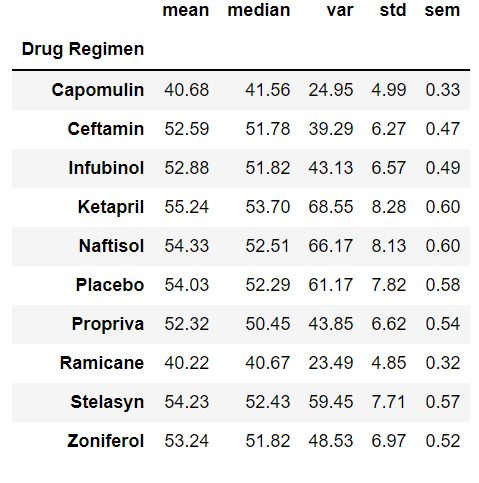 mean median var std sem
Drug Regimen
Capomulin 40.68 41.56 24.95 4.99 0.33
Ceftamin 52.59 51.78 39.29 6.27 0.47
Infubinol 52.88 51.82 43.13 6.57 0.49
Ketapril 55.24 53.70 68.55 8.28 0.60
Naftisol 54.33 52.51 66.17 8.13 0.60
Placebo 54.03 52.29 61.17 7.82 0.58
Propriva 52.32 50.45 43.85 6.62 0.54
Ramicane 40.22 40.67 23.49 4.85 0.32
Stelasyn 54.23 52.43 59.45 7.71 0.57
Zoniferol 53.24 51.82 48.53 6.97 0.52